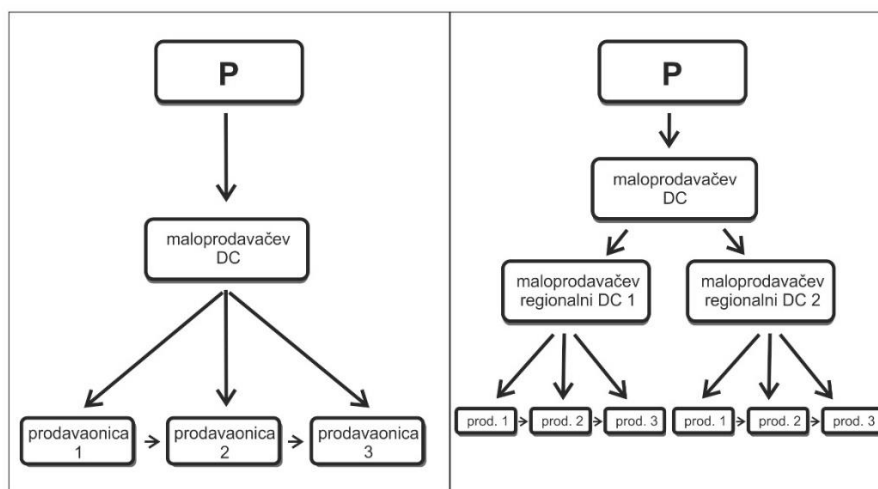 P
maloprodavačev
DC
prodavaonica
1
prodavaonica
2
prodavaonica
3
P
maloprodavačev
DC
maloprodavačev
regionalni DC 1
maloprodavačev
regionalni DC 2
prod. 1
prod. 2
prod. 3
prod. 1
prod. 2
prod. 3